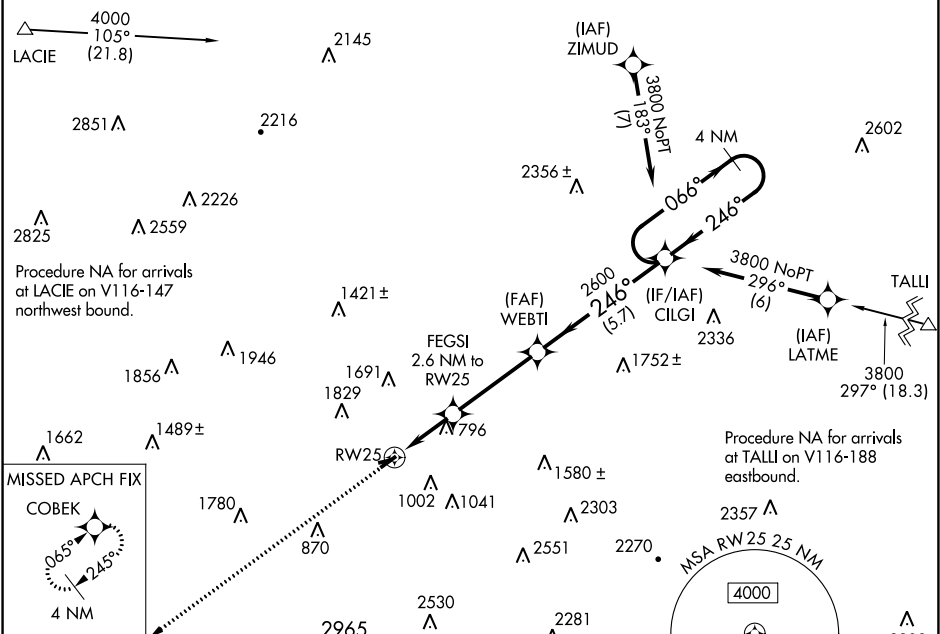 4000
105°
(21.8)
LACIE
2145
(IAF)
ZIMUD
3800 NoPT
183°
(7)
4 NM
2602
2851
2216
2356 ±
066°
246°
2226
2825
2559
Procedure NA for arrivals
at LACIE on V116-147
northwest bound.
3800 NoPT
296°
(6)
TALLI
2600
246°
(5.7)
(IF/IAF)
CILGI
(IAF)
LATME
1421 ±
(FAF)
WEBTI
2336
FEGSI
2.6 NM to
RW25
1946
1856
1691
1752 ±
3800
297° (18.3)
1829
796
1489 ±
1662
RW25
Procedure NA for arrivals
at TALLI on V116-188
eastbound.
MISSED APCH FIX
COBEK
065°
245°
4 NM
1580 ±
1002
1041
1780
870
2303
2357
2551
2270
MSA RW 25 25 NM
4000
2530
2965
2281